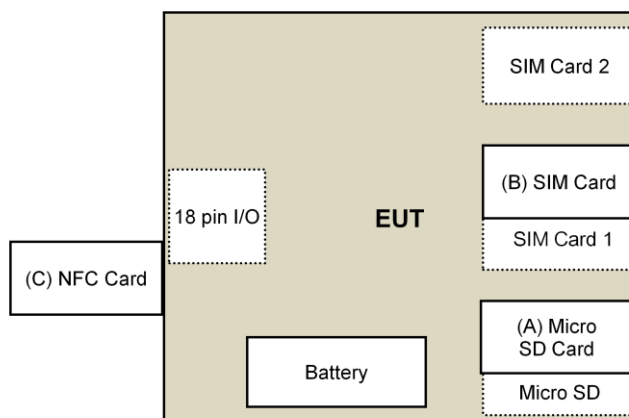 SIM Card 2
(B) SIM Card
18 pin I/O
EUT
SIM Card 1
(C) NFC Card
(A) Micro
SD Card
Battery
Micro SD